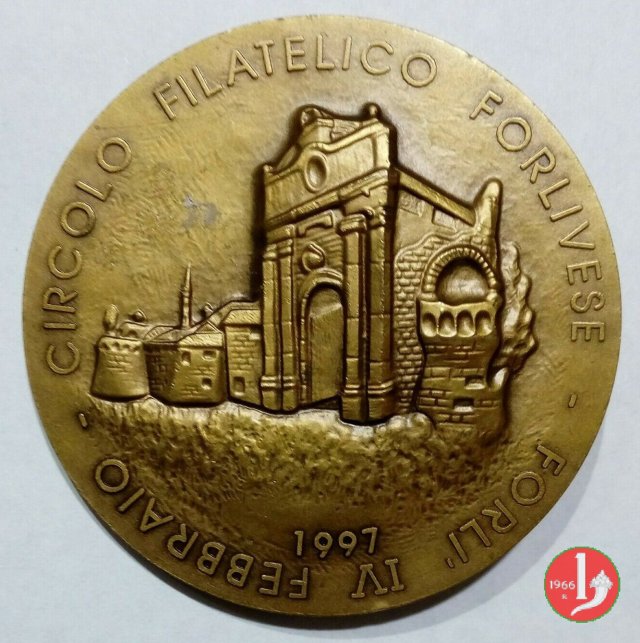 CIRCOLO FILATELICO FORLIVESE -
FORLI' IV FEBBRAIO -
1997
1966
R